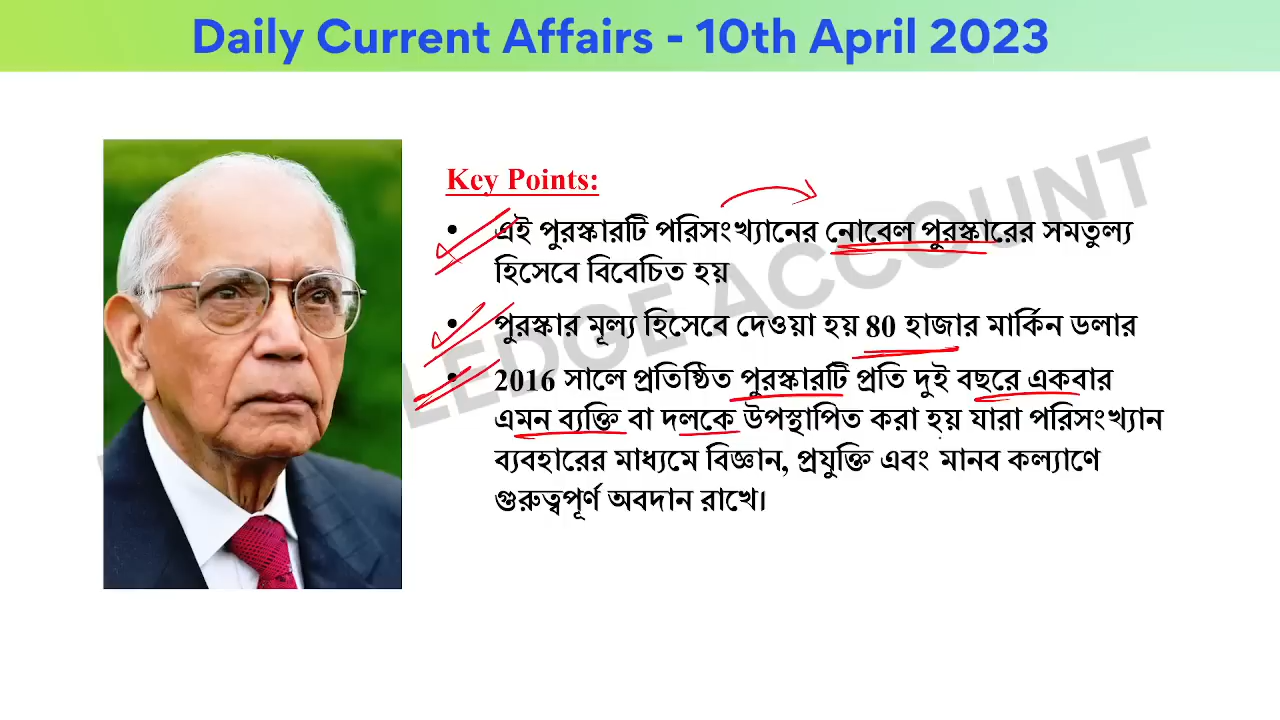 Daily Current Affairs - 10th April 2023
Key Points:
• এই পুরস্কারটি পরিসংখ্যানের নোবেল পুরস্কারের সমতুল্য
হিসেবে বিবেচিত হয়
• পুরস্কার মূল্য হিসেবে দেওয়া হয় 80 হাজার মার্কিন ডলার
• 2016 সালে প্রতিষ্ঠিত পুরস্কারটি প্রতি দুই বছরে একবার
এমন ব্যক্তি বা দলকে উপস্থাপিত করা হয় যারা পরিসংখ্যান
ব্যবহারের মাধ্যমে বিজ্ঞান, প্রযুক্তি এবং মানব কল্যাণে
গুরুত্বপূর্ণ অবদান রাখে।
LEDGE ACCOUNT